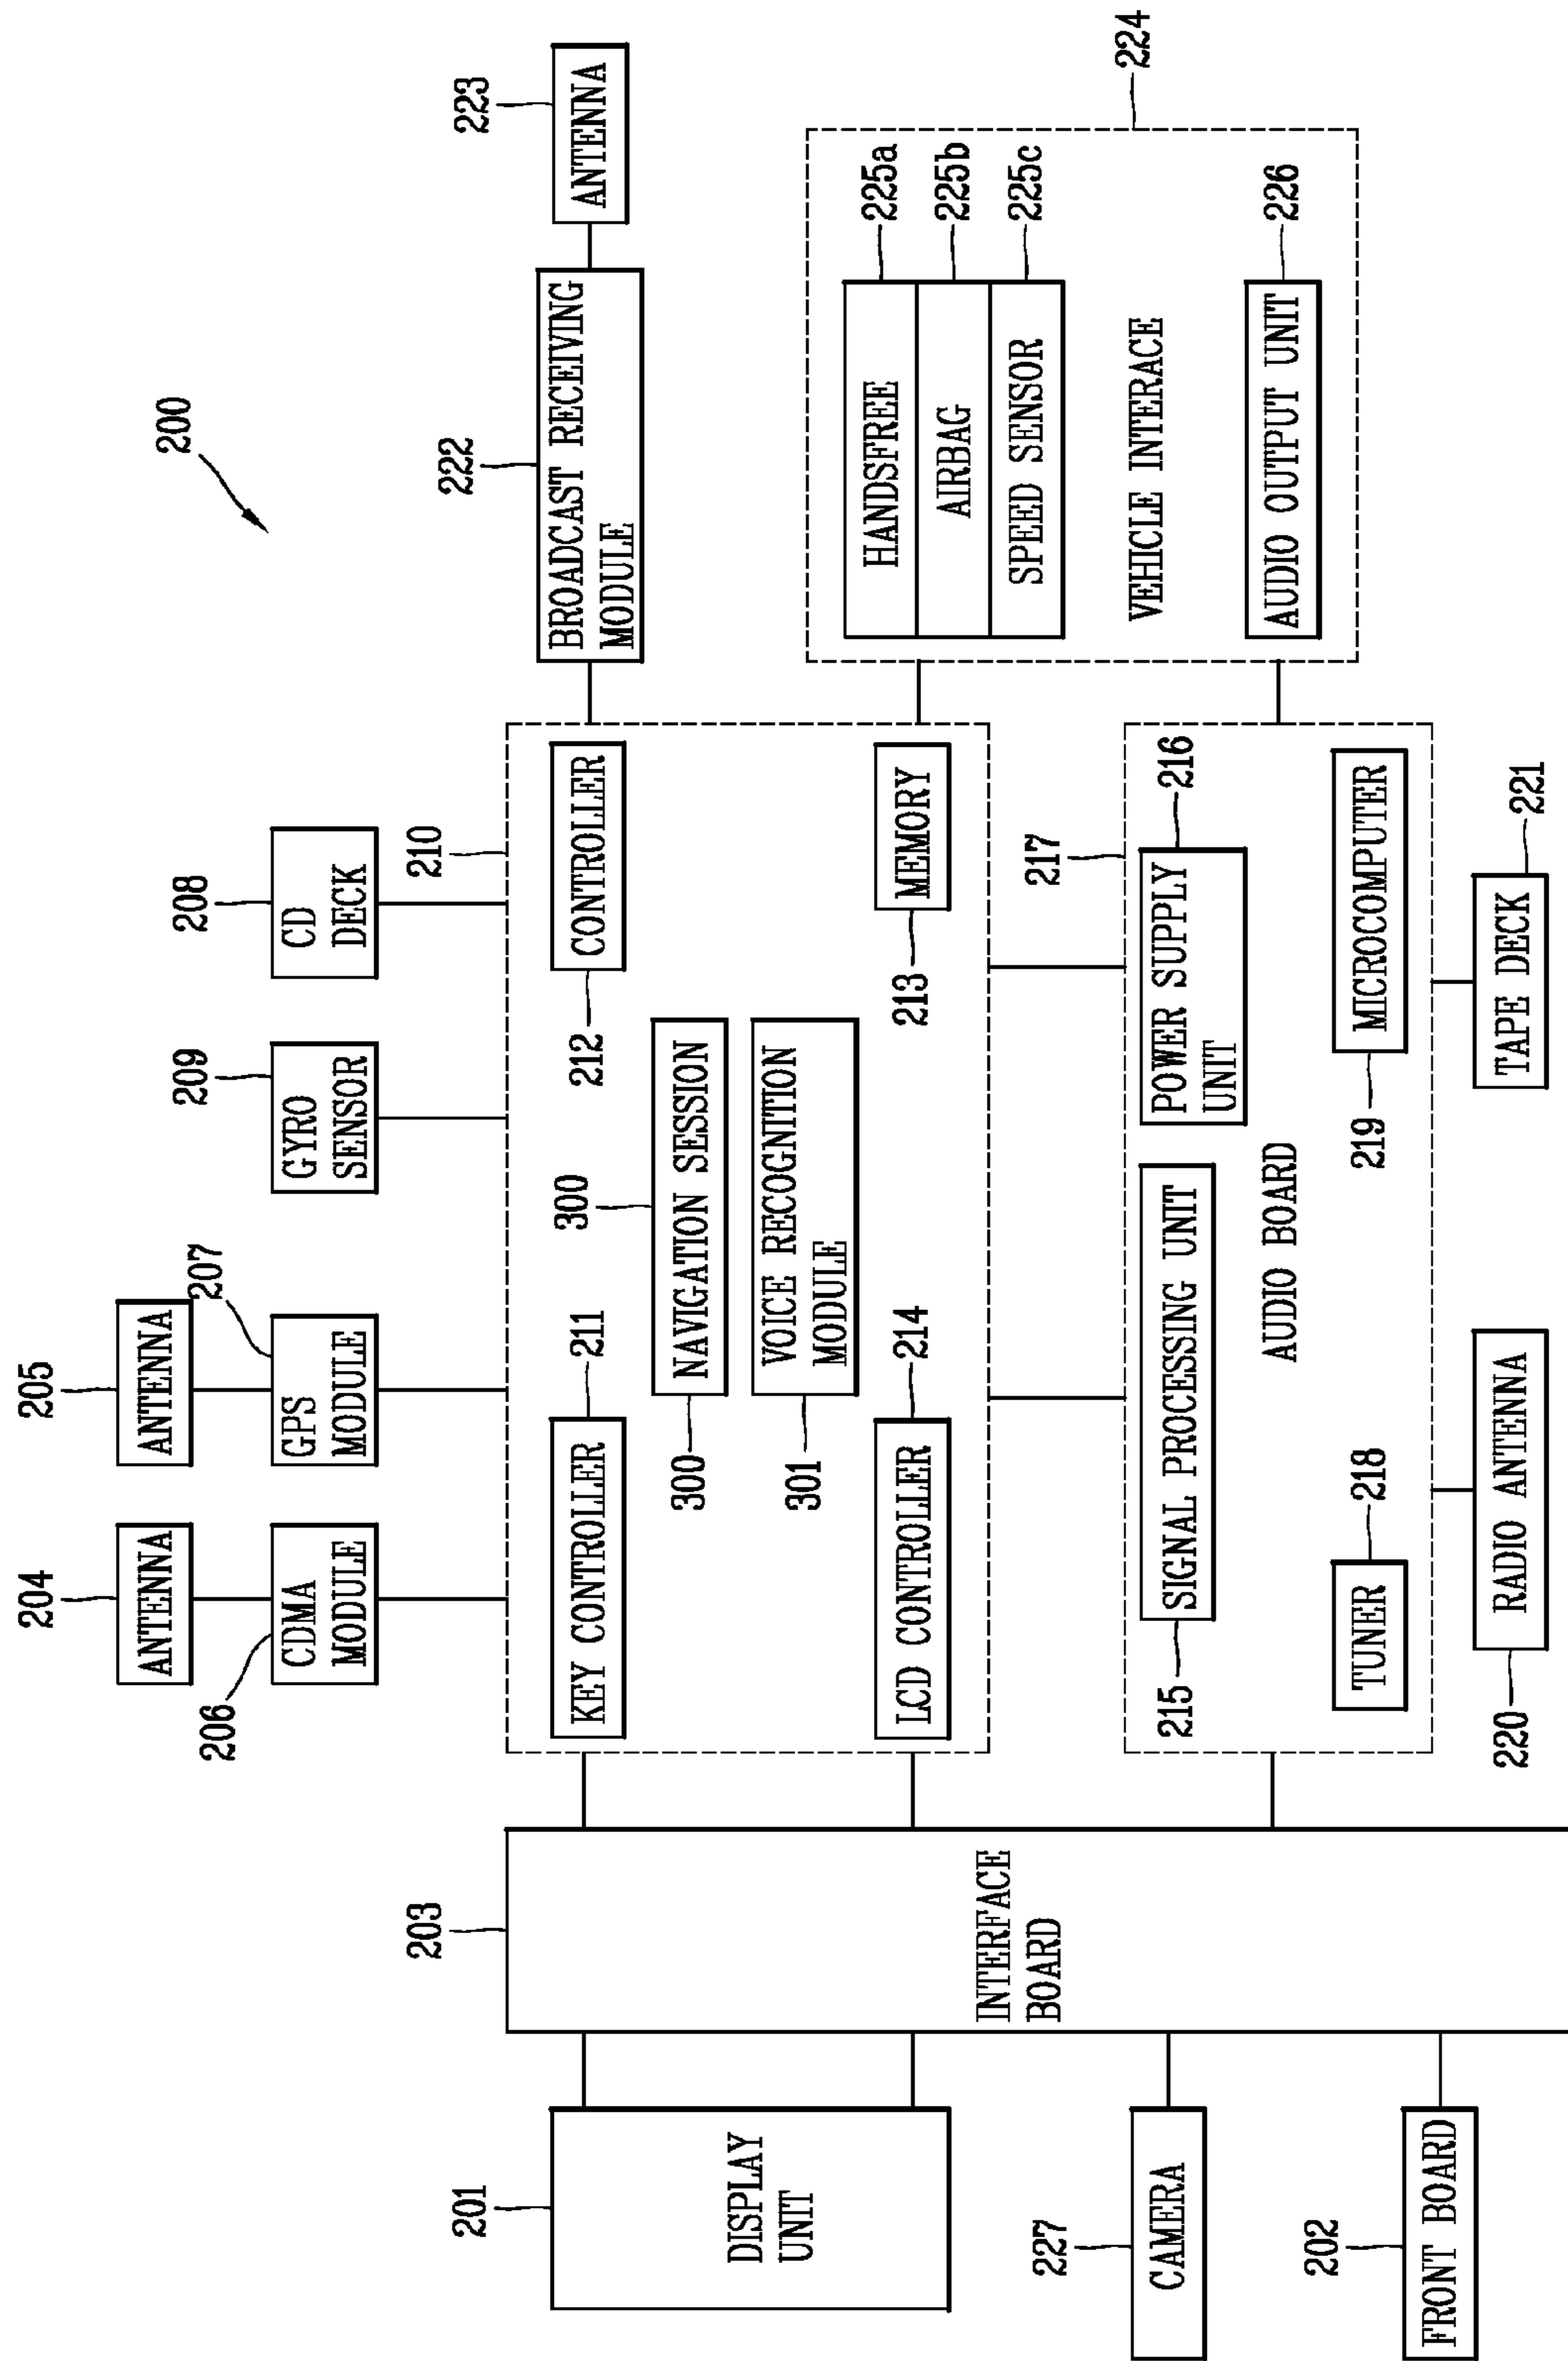 200
204
205
ANTENNA
ANTENNA
206
207
209
208
CDMA
MODULE
GPS
MODULE
GYRO
SENSOR
CD
DECK
203
210
222
223
201
211
300
212
KEY CONTROLLER
CONTROLLER
BROADCAST RECEIVING
MODULE
ANTENNA
300
NAVIGATION SESSION
DISPLAY
UNIT
301
VOICE RECOGNITION
MODULE
214
213
LCD CONTROLLER
MEMORY
HANDSFREE
225a
AIRBAG
225b
SPEED SENSOR
225c
INTERFACE
BOARD
217
224
227
VEHICLE INTERACE
CAMERA
215
SIGNAL PROCESSING UNIT
POWER SUPPLY
UNIT
216
AUDIO BOARD
AUDIO OUTPUT UNIT
226
202
218
219
TUNER
MICROCOMPUTER
FRONT BOARD
220
RADIO ANTENNA
TAPE DECK
221